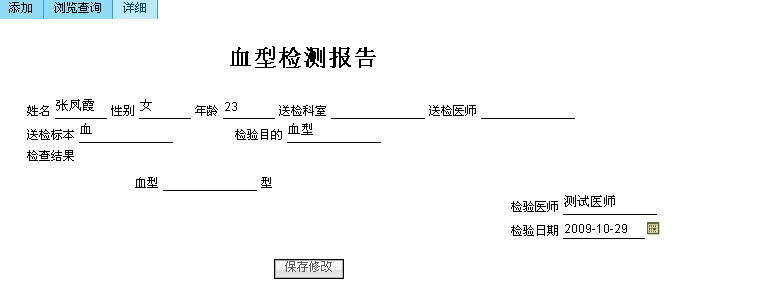 添加 浏览查询 详细
血型检测报告
姓名 张凤霞 性别 女 年龄 23 送检科室 送检医师
送检标本 血 检验目的 血型
检查结果
血型 型
检验医师 测试医师
检验日期 2009-10-29
保存修改